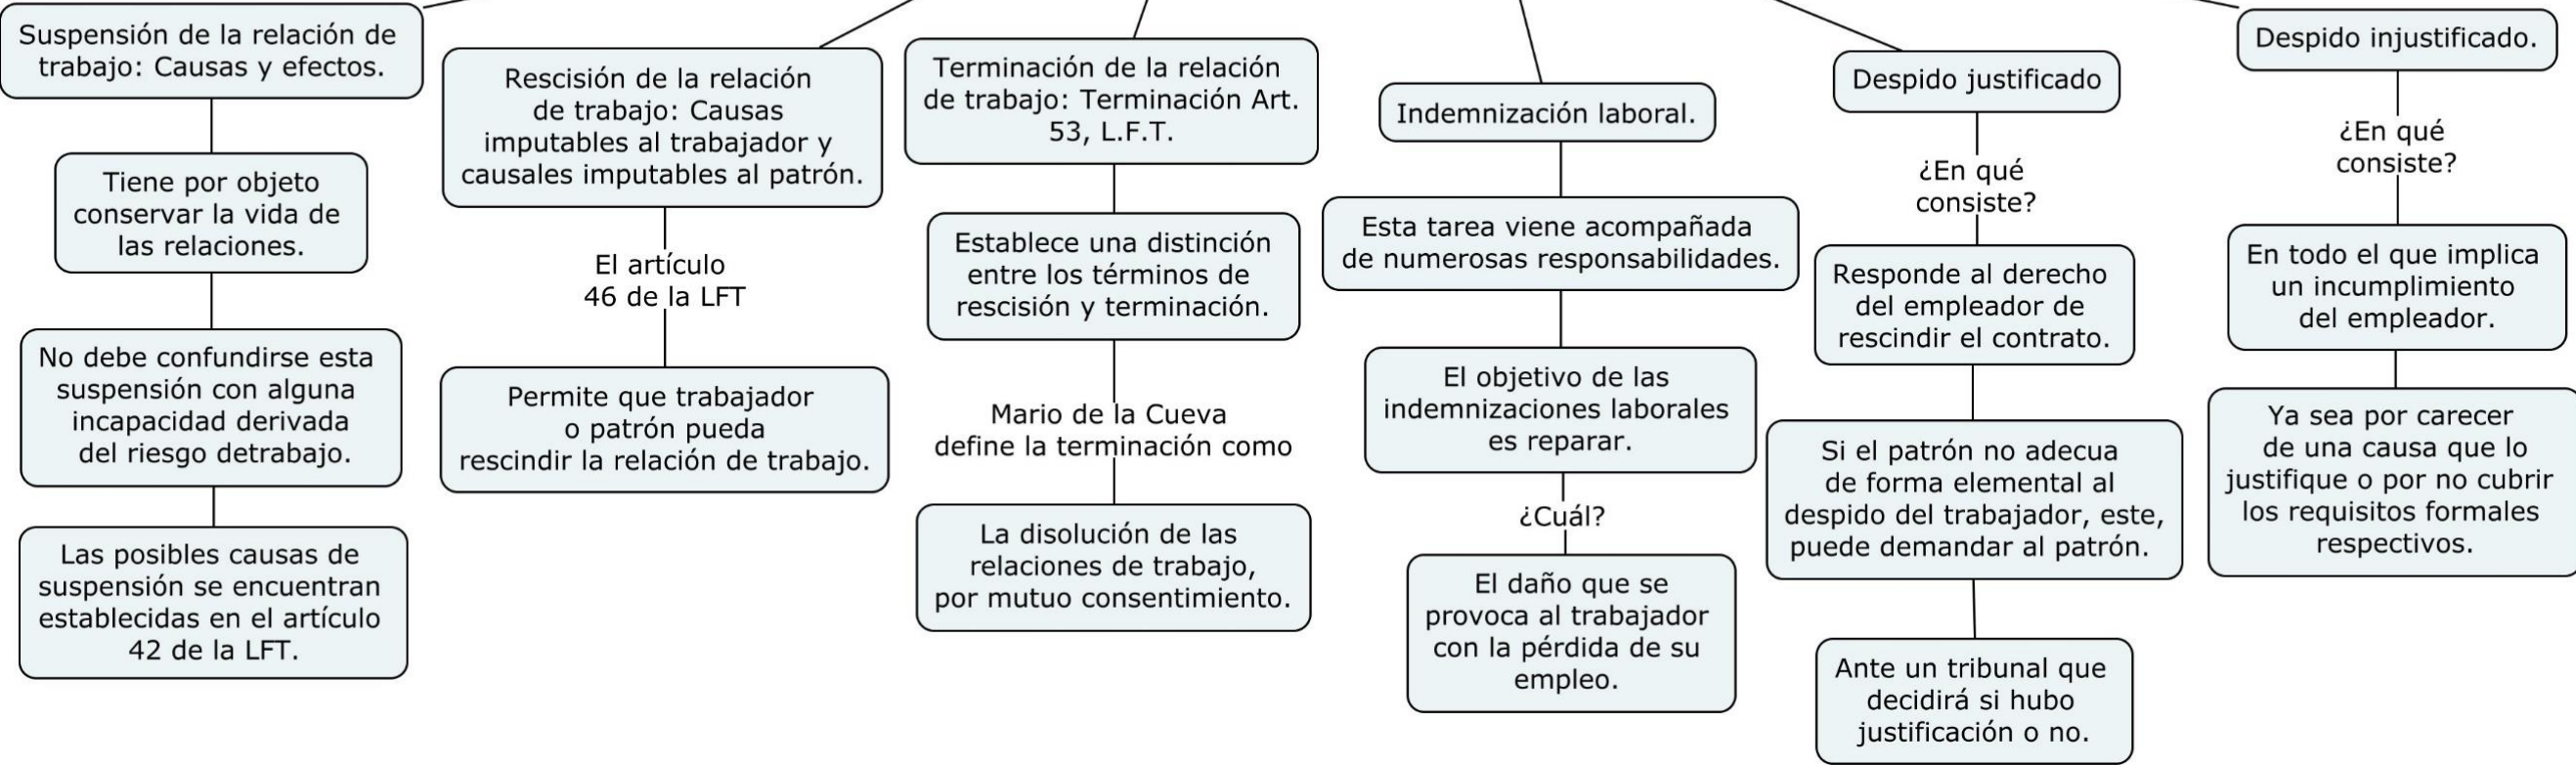 Suspensión de la relación de
trabajo: Causas y efectos.
Tiene por objeto
conservar la vida de
las relaciones.
No debe confundirse esta
suspensión con alguna
incapacidad derivada
del riesgo detrabajo.
Las posibles causas de
suspensión se encuentran
establecidas en el artículo
42 de la LFT.
Rescisión de la relación
de trabajo: Causas
imputables al trabajador y
causales imputables al patrón.
El artículo
46 de la LFT
Permite que trabajador
o patrón pueda
rescindir la relación de trabajo.
Terminación de la relación
de trabajo: Terminación Art.
53, L.F.T.
Establece una distinción
entre los términos de
rescisión y terminación.
Mario de la Cueva
define la terminación como
La disolución de las
relaciones de trabajo,
por mutuo consentimiento.
Indemnización laboral.
Esta tarea viene acompañada
de numerosas responsabilidades.
El objetivo de las
indemnizaciones laborales
es reparar.
¿Cuál?
El daño que se
provoca al trabajador
con la pérdida de su
empleo.
Despido justificado
¿En qué
consiste?
Responde al derecho
del empleador de
rescindir el contrato.
Si el patrón no adecua
de forma elemental al
despido del trabajador, este,
puede demandar al patrón.
Ante un tribunal que
decidirá si hubo
justificación o no.
Despido injustificado.
¿En qué
consiste?
En todo el que implica
un incumplimiento
del empleador.
Ya sea por carecer
de una causa que lo
justifique o por no cubrir
los requisitos formales
respectivos.